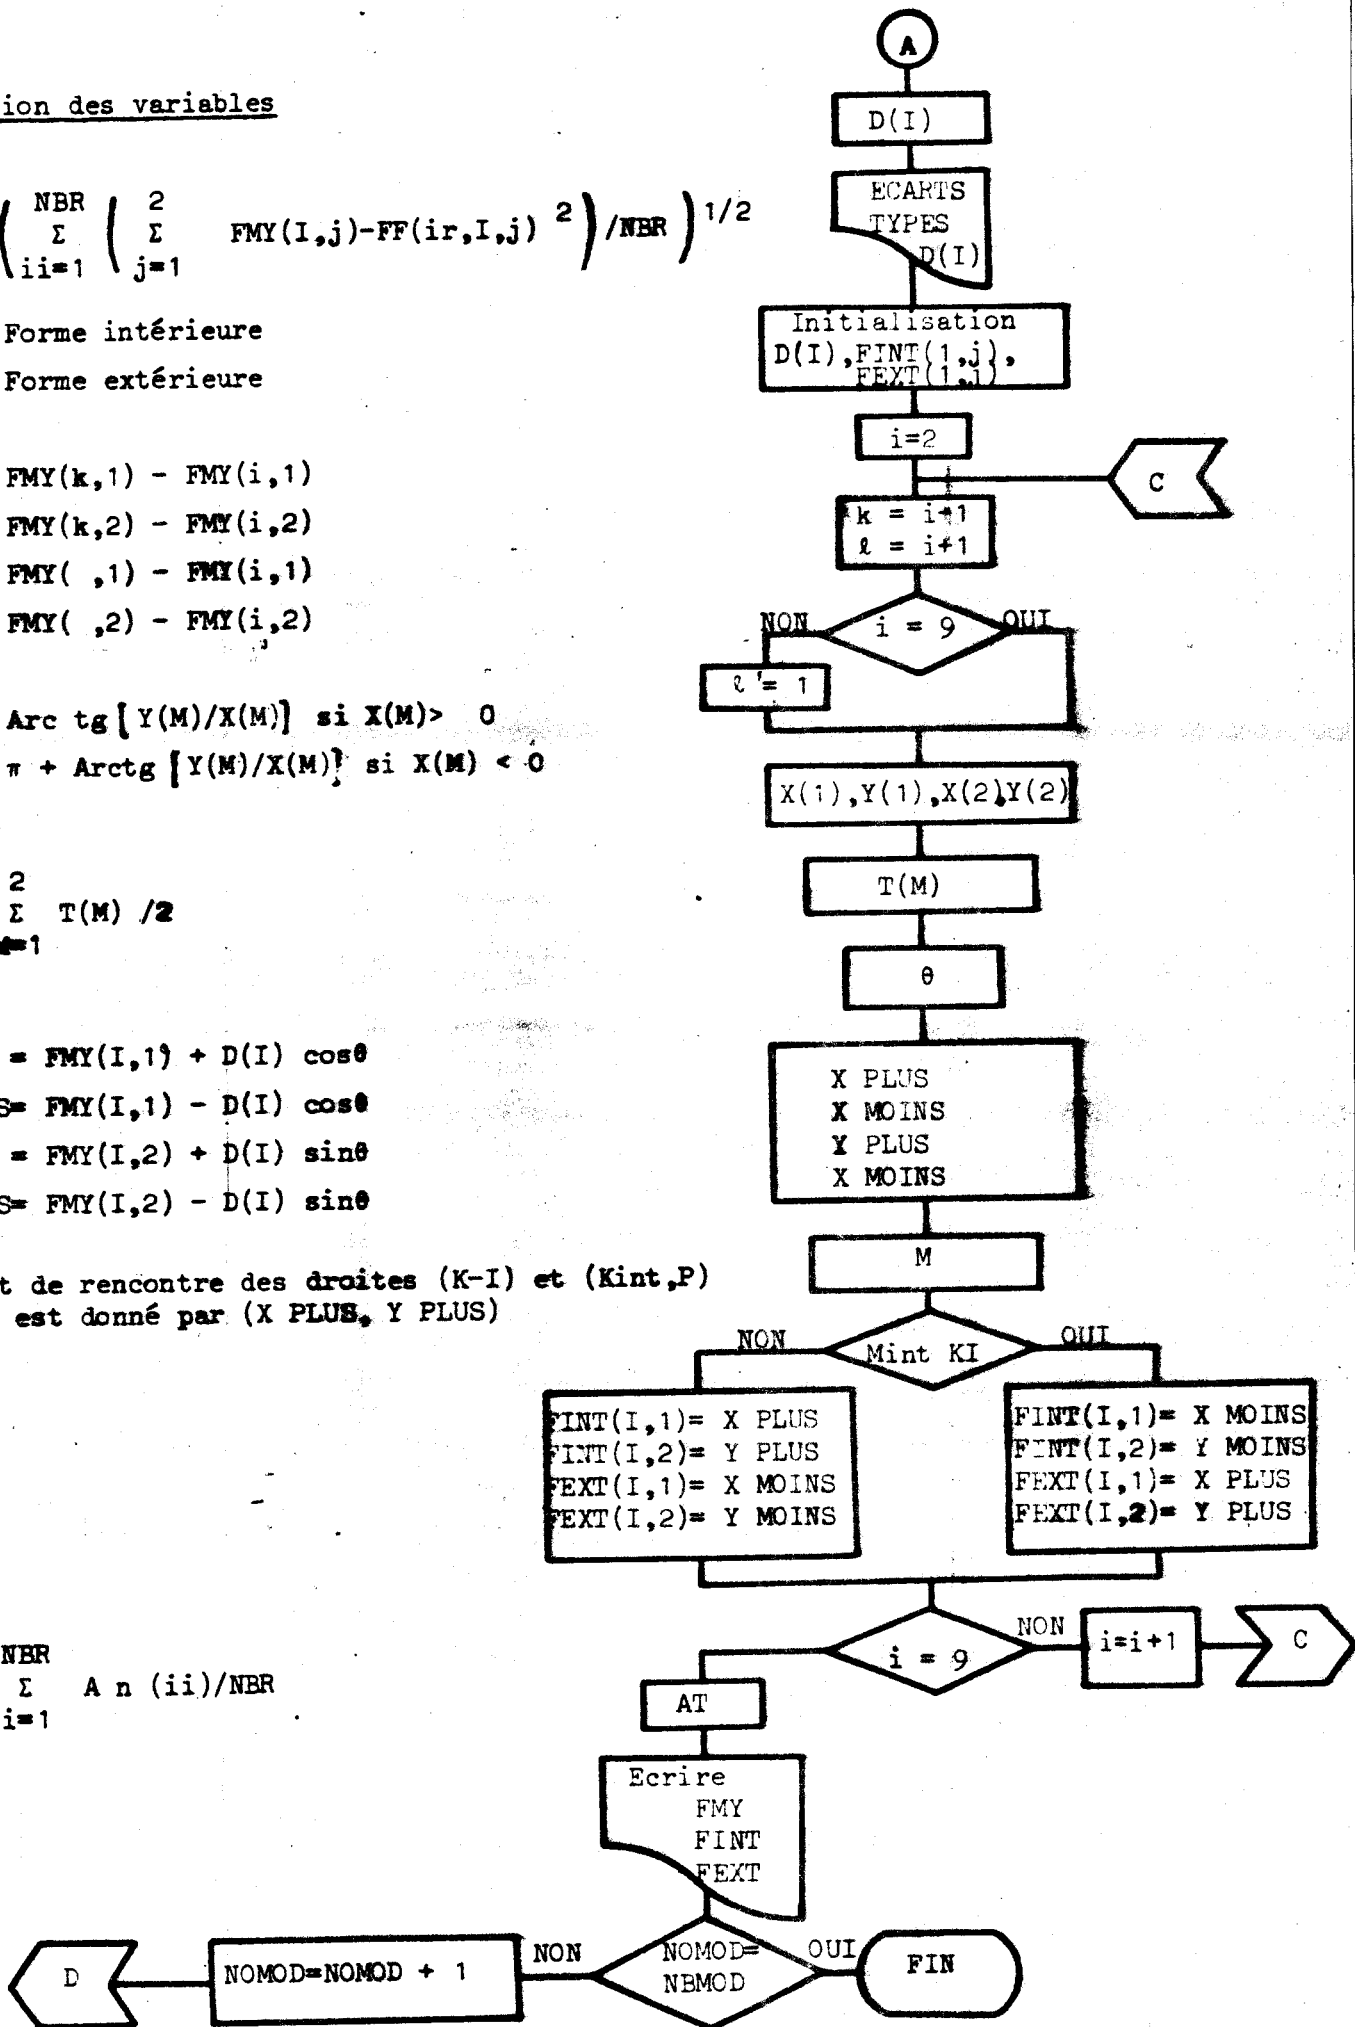 ion des variables
NBR 2
Σ Σ FMY(I,j)-FF(ir,I,j) 2 /NBR 1/2
ii=1 j=1
Forme intérieure
Forme extérieure
FMY(k,1) - FMY(i,1)
FMY(k,2) - FMY(i,2)
FMY( ,1) - FMY(i,1)
FMY( ,2) - FMY(i,2)
Arc tg [Y(M)/X(M)] si X(M)> 0
π + Arctg [Y(M)/X(M)] si X(M) < 0
2
Σ T(M) /2
=1
= FMY(I,1) + D(I) cosθ
S= FMY(I,1) - D(I) cosθ
= FMY(I,2) + D(I) sinθ
S= FMY(I,2) - D(I) sinθ
t de rencontre des droites (K-I) et (Kint,P)
est donné par (X PLUS, Y PLUS)
NBR
Σ A n (ii)/NBR
i=1
A
D(I)
ECARTS
TYPES
D(I)
Initialisation
D(I),FINT(1,j),
FEXT(1,j)
i=2
C
k = i+1
ℓ = i+1
NON
i = 9
OUI
ℓ = 1
X(1),Y(1),X(2),Y(2)
T(M)
θ
X PLUS
X MOINS
Y PLUS
X MOINS
M
NON
Mint KI
OUI
FINT(I,1)= X PLUS
FINT(I,2)= Y PLUS
FEXT(I,1)= X MOINS
FEXT(I,2)= Y MOINS
FINT(I,1)= X MOINS
FINT(I,2)= Y MOINS
FEXT(I,1)= X PLUS
FEXT(I,2)= Y PLUS
i = 9
NON
i=i+1
C
AT
Ecrire
FMY
FINT
FEXT
D
NOMOD=NOMOD + 1
NON
NOMOD=
NBMOD
OUI
FIN